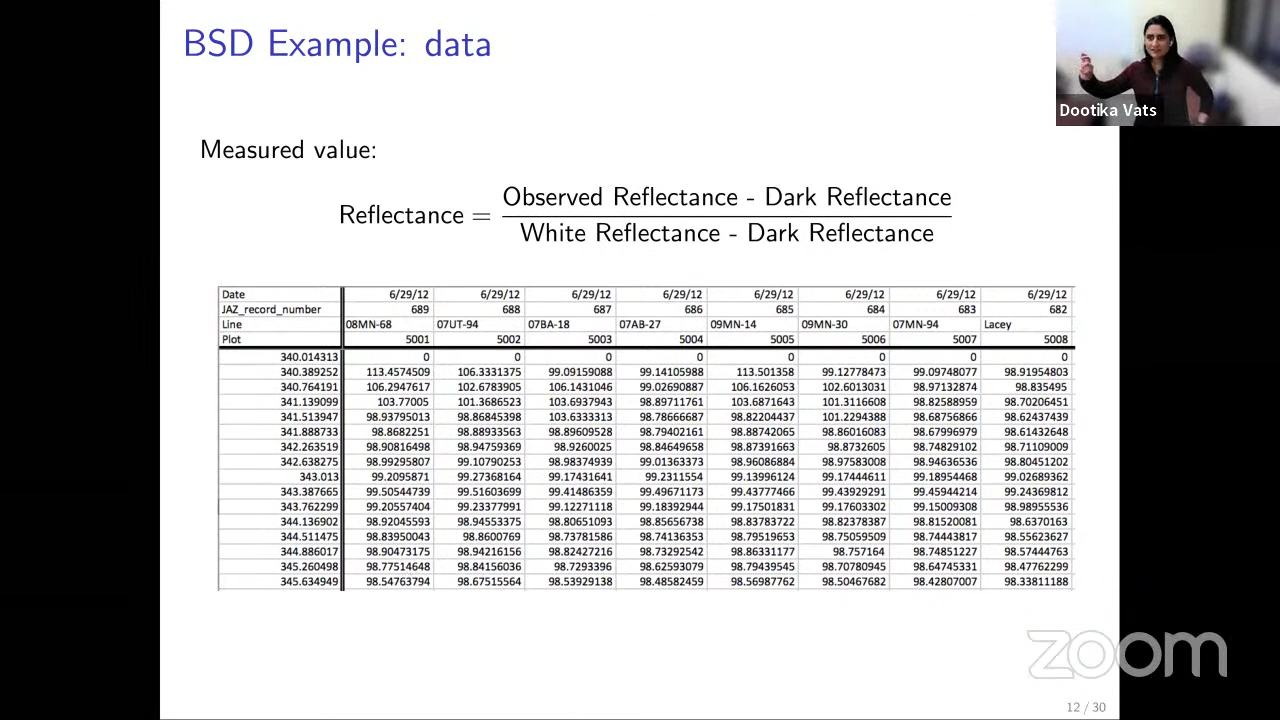 BSD Example: data
Dootika Vats
Measured value:
Reflectance = Observed Reflectance - Dark Reflectance
White Reflectance - Dark Reflectance
Date 6/29/12 6/29/12 6/29/12 6/29/12 6/29/12 6/29/12 6/29/12 6/29/12
JAZ_record_number 689 688 687 686 685 684 683 682
Line 08MN-68 07UT-94 07BA-18 07AB-27 09MN-14 09MN-30 07MN-94 Lacey
Plot 5001 5002 5003 5004 5005 5006 5007 5008
340.014313 0 0 0 0 0 0 0 0
340.389252 113.4574509 106.3331375 99.09159088 99.14105988 113.501358 99.12778473 99.09748077 98.91954803
340.764191 106.2947617 102.6783905 106.1431046 99.02690887 106.1626053 102.6013031 98.97132874 98.835495
341.139099 103.77005 101.3686523 103.6937943 98.89711761 103.6871643 101.3116608 98.82588959 98.70206451
341.513947 98.93795013 98.86845398 103.6333313 98.78666687 98.82204437 101.2294388 98.68756866 98.62437439
341.888733 98.8682251 98.88933563 98.89609528 98.79402161 98.88742065 98.86016083 98.67996979 98.61432648
342.263519 98.90816498 98.94759369 98.9260025 98.84649658 98.87391663 98.8732605 98.74829102 98.71109009
342.638275 98.99295807 99.10790253 98.98374939 99.01363373 98.96086884 98.97583008 98.94636536 98.80451202
343.013 99.2095871 99.27368164 99.17431641 99.2311554 99.13996124 99.17444611 99.18954468 99.02689362
343.387665 99.50544739 99.51603699 99.41486359 99.49671173 99.43777466 99.43929291 99.45944214 99.24369812
343.762299 99.20557404 99.23377991 99.12271118 99.18392944 99.17501831 99.17603302 99.15009308 98.98955536
344.136902 98.92045593 98.94553375 98.80651093 98.85656738 98.83783722 98.82378387 98.81520081 98.6370163
344.511475 98.83950043 98.8600769 98.73781586 98.74136353 98.79519653 98.75059509 98.74443817 98.55623627
344.886017 98.90473175 98.94216156 98.82427216 98.73292542 98.86331177 98.757164 98.74851227 98.57444763
345.260498 98.77514648 98.84156036 98.7293396 98.62593079 98.79439545 98.70780945 98.64745331 98.47762299
345.634949 98.54763794 98.67515564 98.53929138 98.48582459 98.56987762 98.50467682 98.42807007 98.33811188
zoom
12 / 30